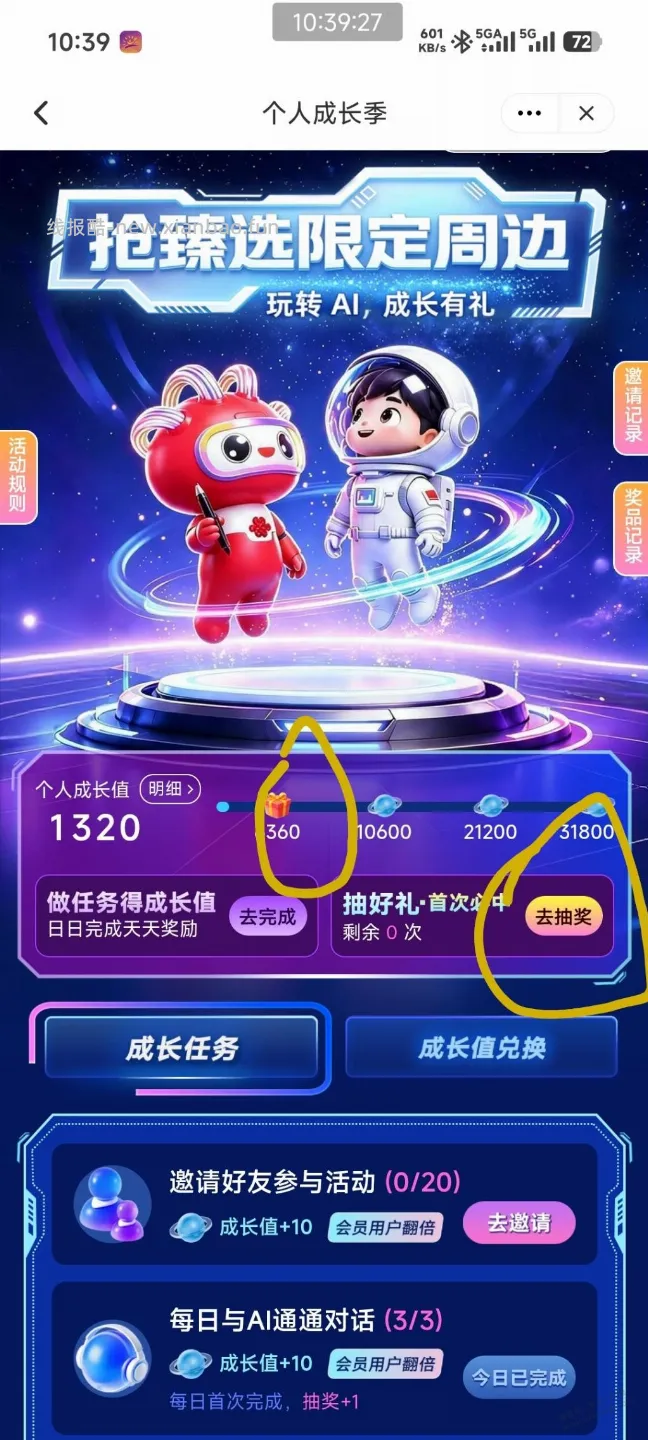 10:39:27
10:39
601
KB/s
5GA
5G
72
个人成长季
线报酷-new.xianbao.fun
抢臻选限定周边
玩转 AI，成长有礼
邀请记录
活动规则
奖品记录
个人成长值
明细 >
1320
360
10600
21200
31800
做任务得成长值
日日完成天天奖励
去完成
抽好礼·首次必中
剩余 0 次
去抽奖
成长任务
成长值兑换
邀请好友参与活动 (0/20)
成长值+10
会员用户翻倍
去邀请
每日与AI通通对话 (3/3)
成长值+10
会员用户翻倍
每日首次完成，抽奖+1
今日已完成